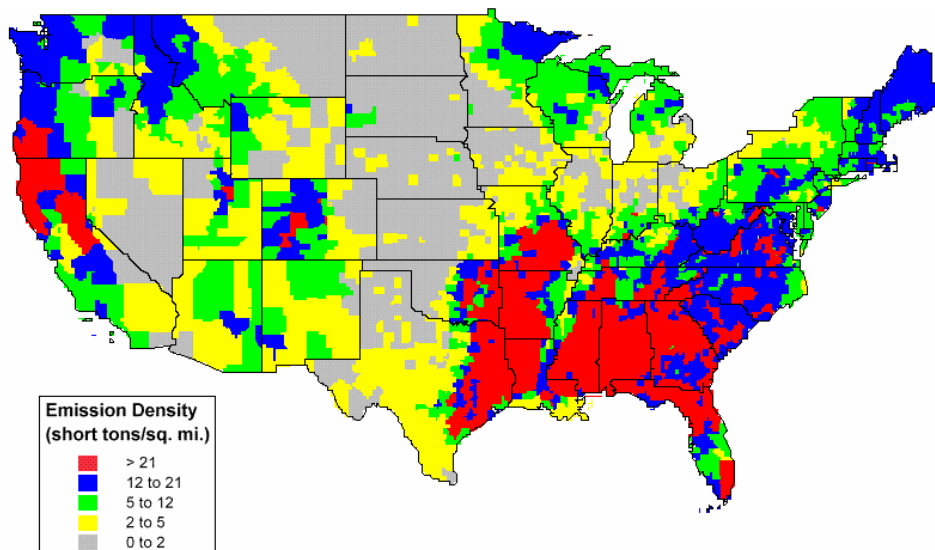 Emission Density
(short tons/sq. mi.)
> 21
12 to 21
5 to 12
2 to 5
0 to 2